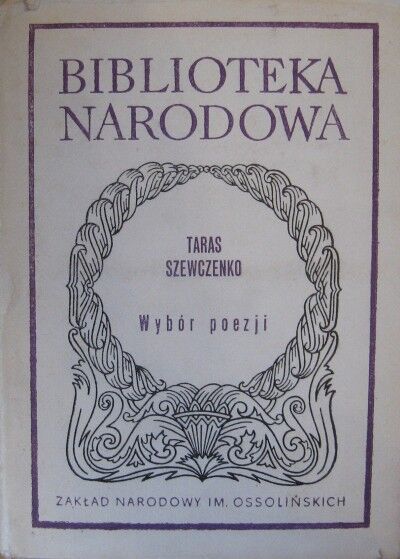 BIBLIOTEKA
NARODOWA
TARAS
SZEWCZENKO
Wybór poezji
ZAKŁAD NARODOWY IM. OSSOLIŃSKICH